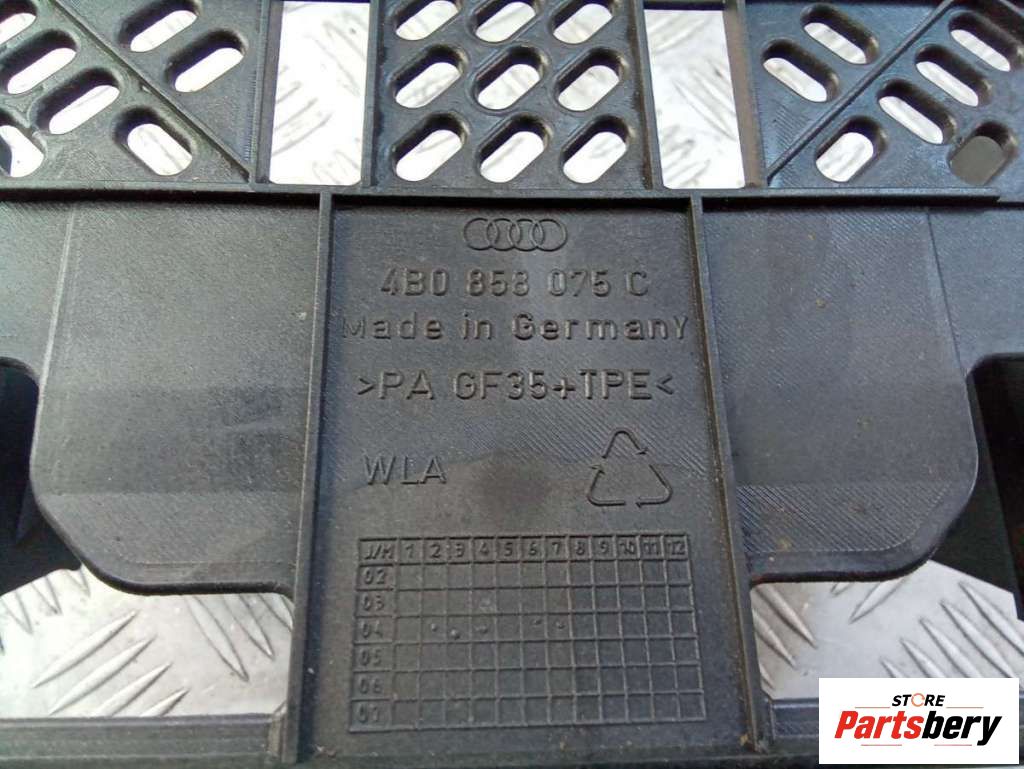 4B0 858 075 C
Made in GermanY
>PA GF35+TPE<
WLA
J/M 1 2 3 4 5 6 7 8 9 10 11 12
02
03
04
05
06
07
STORE
Partsbery